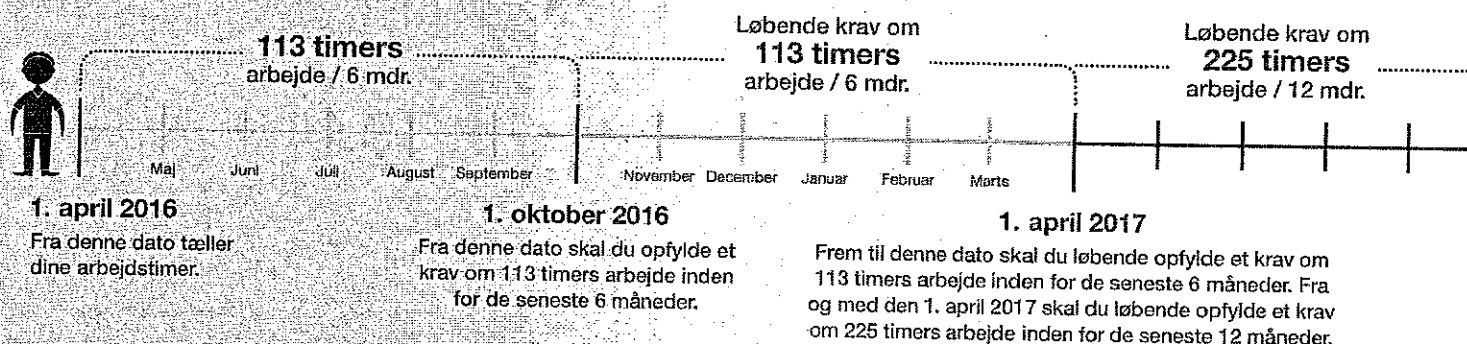 113 timers
arbejde / 6 mdr.
Løbende krav om
113 timers
arbejde / 6 mdr.
Løbende krav om
225 timers
arbejde / 12 mdr.
Maj Juni Juli August September November December Januar Februar Marts
1. april 2016
Fra denne dato tæller
dine arbejdstimer.
1. oktober 2016
Fra denne dato skal du opfylde et
krav om 113 timers arbejde inden
for de seneste 6 måneder.
1. april 2017
Frem til denne dato skal du løbende opfylde et krav om
113 timers arbejde inden for de seneste 6 måneder. Fra
og med den 1. april 2017 skal du løbende opfylde et krav
om 225 timers arbejde inden for de seneste 12 måneder.